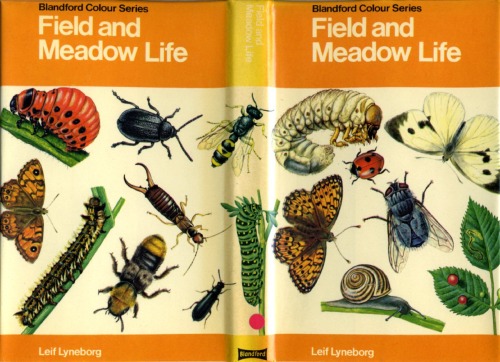 Blandford Colour Series
Field and
Meadow Life
Leif Lyneborg
Field and
Meadow Life
Blandford
Blandford Colour Series
Field and
Meadow Life
Leif Lyneborg